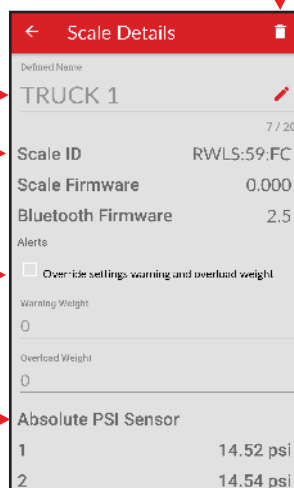 Scale Details
Defined Name
TRUCK 1
7 / 20
Scale ID RWLS:59:FC
Scale Firmware 0.000
Bluetooth Firmware 2.5
Alerts
Override settings warning and overload weight
Warning Weight
0
Overload Weight
0
Absolute PSI Sensor
1 14.52 psi
2 14.54 psi